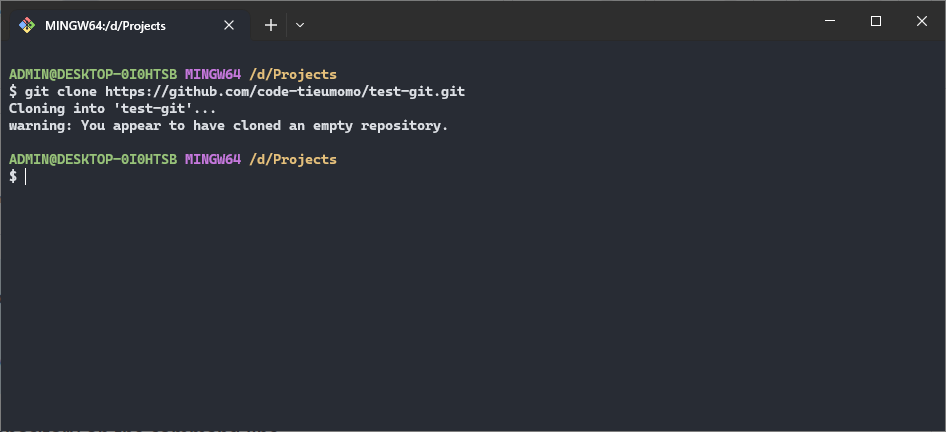 MINGW64:/d/Projects
ADMIN@DESKTOP-0I0HTSB MINGW64 /d/Projects
$ git clone https://github.com/code-tieumomo/test-git.git
Cloning into 'test-git'...
warning: You appear to have cloned an empty repository.
ADMIN@DESKTOP-0I0HTSB MINGW64 /d/Projects
$